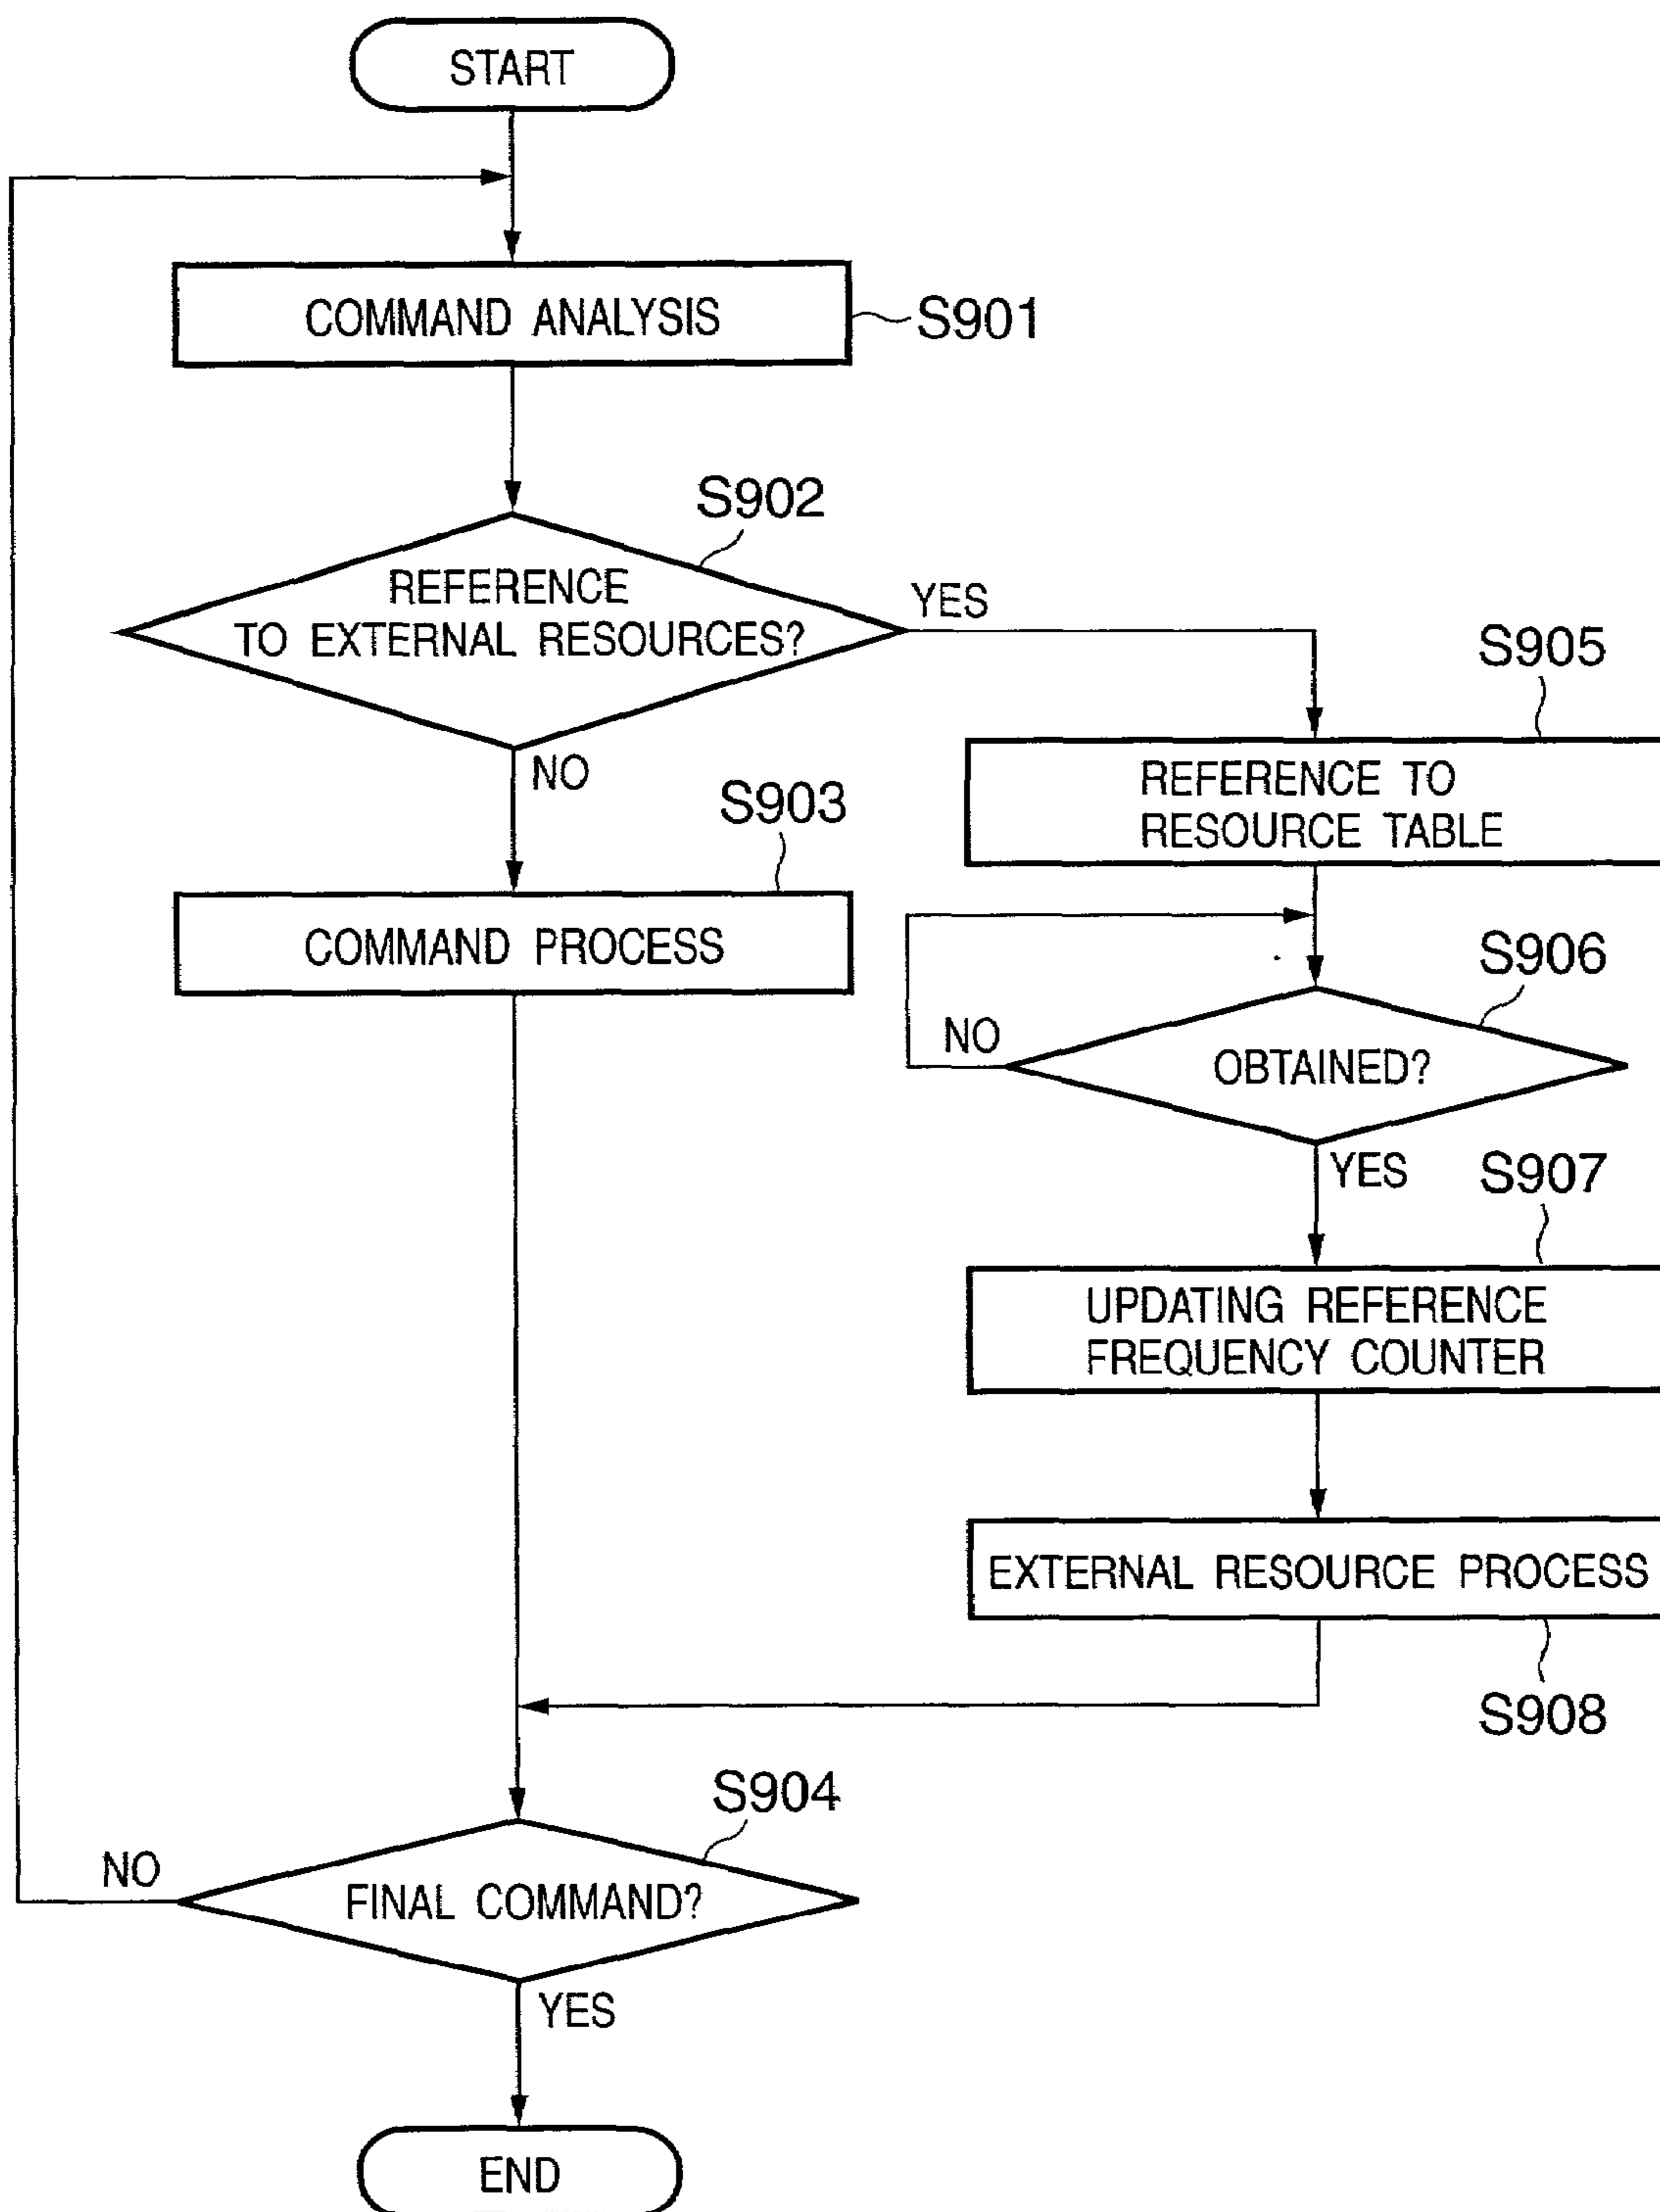 START
COMMAND ANALYSIS
S901
S902
REFERENCE
TO EXTERNAL RESOURCES?
YES
NO
S905
REFERENCE TO
RESOURCE TABLE
S903
COMMAND PROCESS
S906
NO
OBTAINED?
YES
S907
UPDATING REFERENCE
FREQUENCY COUNTER
EXTERNAL RESOURCE PROCESS
S908
S904
NO
FINAL COMMAND?
YES
END